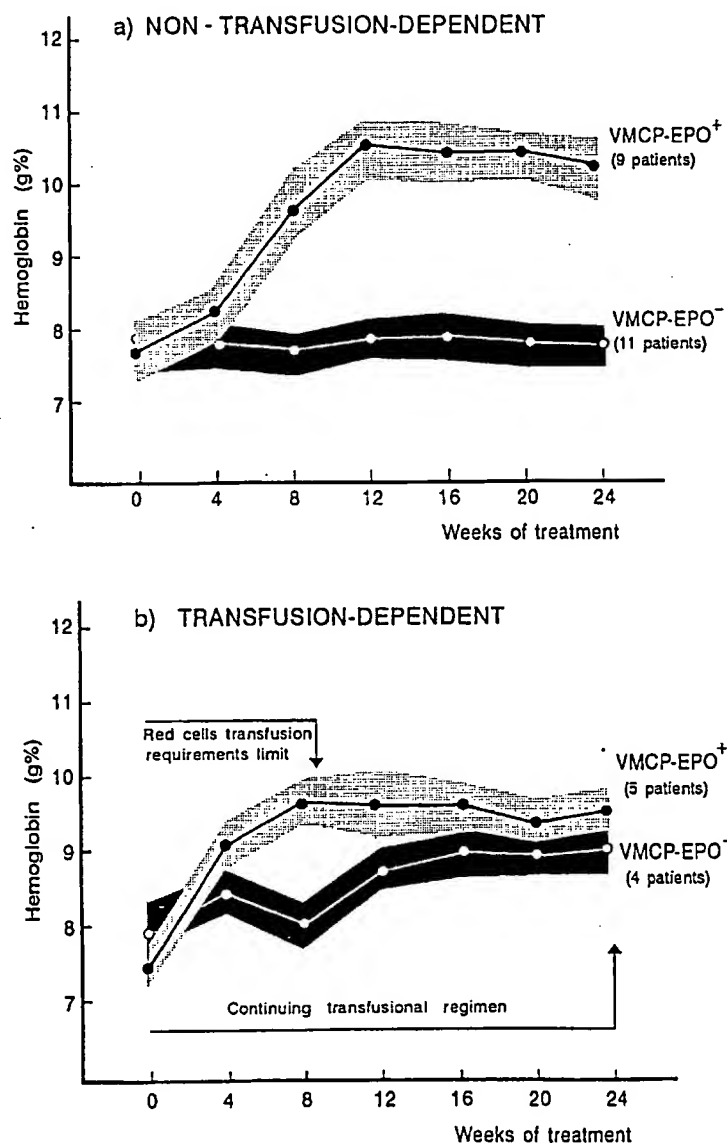 a) NON - TRANSFUSION-DEPENDENT
12
11
10
9
8
7
Hemoglobin (g%)
VMCP-EPO⁺
(9 patients)
VMCP-EPO⁻
(11 patients)
0 4 8 12 16 20 24
Weeks of treatment
b) TRANSFUSION-DEPENDENT
12
11
10
9
8
7
Hemoglobin (g%)
Red cells transfusion
requirements limit
VMCP-EPO⁺
(5 patients)
VMCP-EPO⁻
(4 patients)
Continuing transfusional regimen
0 4 8 12 16 20 24
Weeks of treatment